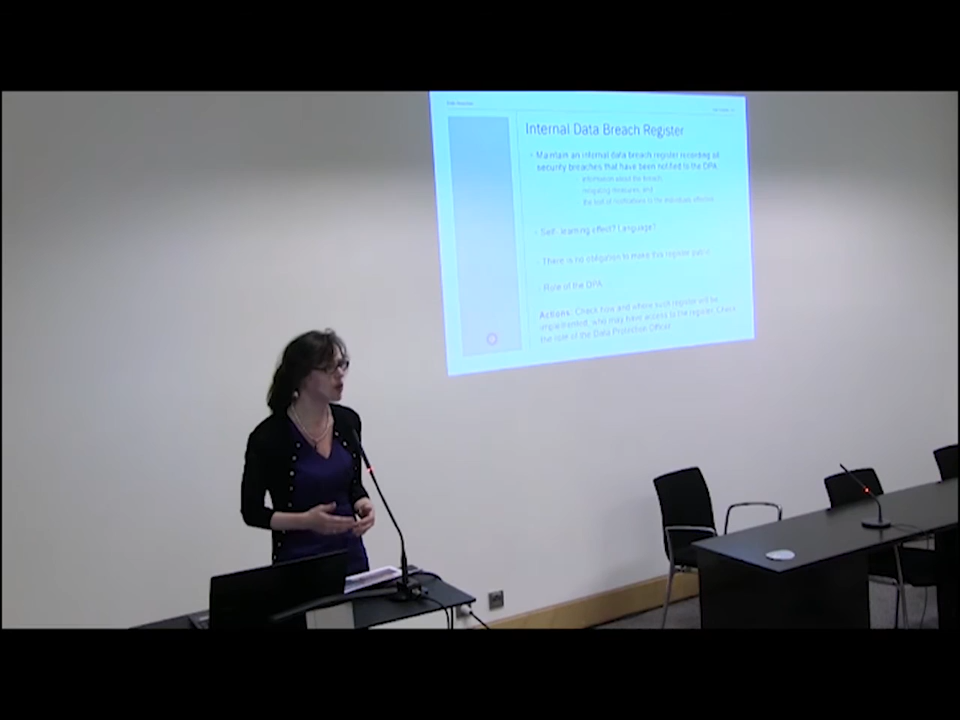 Internal Data Breach Register
- Maintain an internal data breach register recording all
security breaches that have been notified to the DPA,
information about the breach,
mitigating measures, and
the text of notifications to the individuals affected
- Self- learning effect? Language?
- There is no obligation to make this register public
- Role of the DPA
Actions: Check how and where such register will be
implemented, who may have access to the register. Check
the role of the Data Protection Officer.